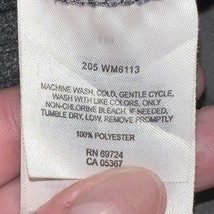 205 WM6113
MACHINE WASH, COLD, GENTLE CYCLE,
WASH WITH LIKE COLORS, ONLY
NON-CHLORINE BLEACH, IF NEEDED,
TUMBLE DRY, LOW, REMOVE PROMPTLY
100% POLYESTER
RN 69724
CA 05367